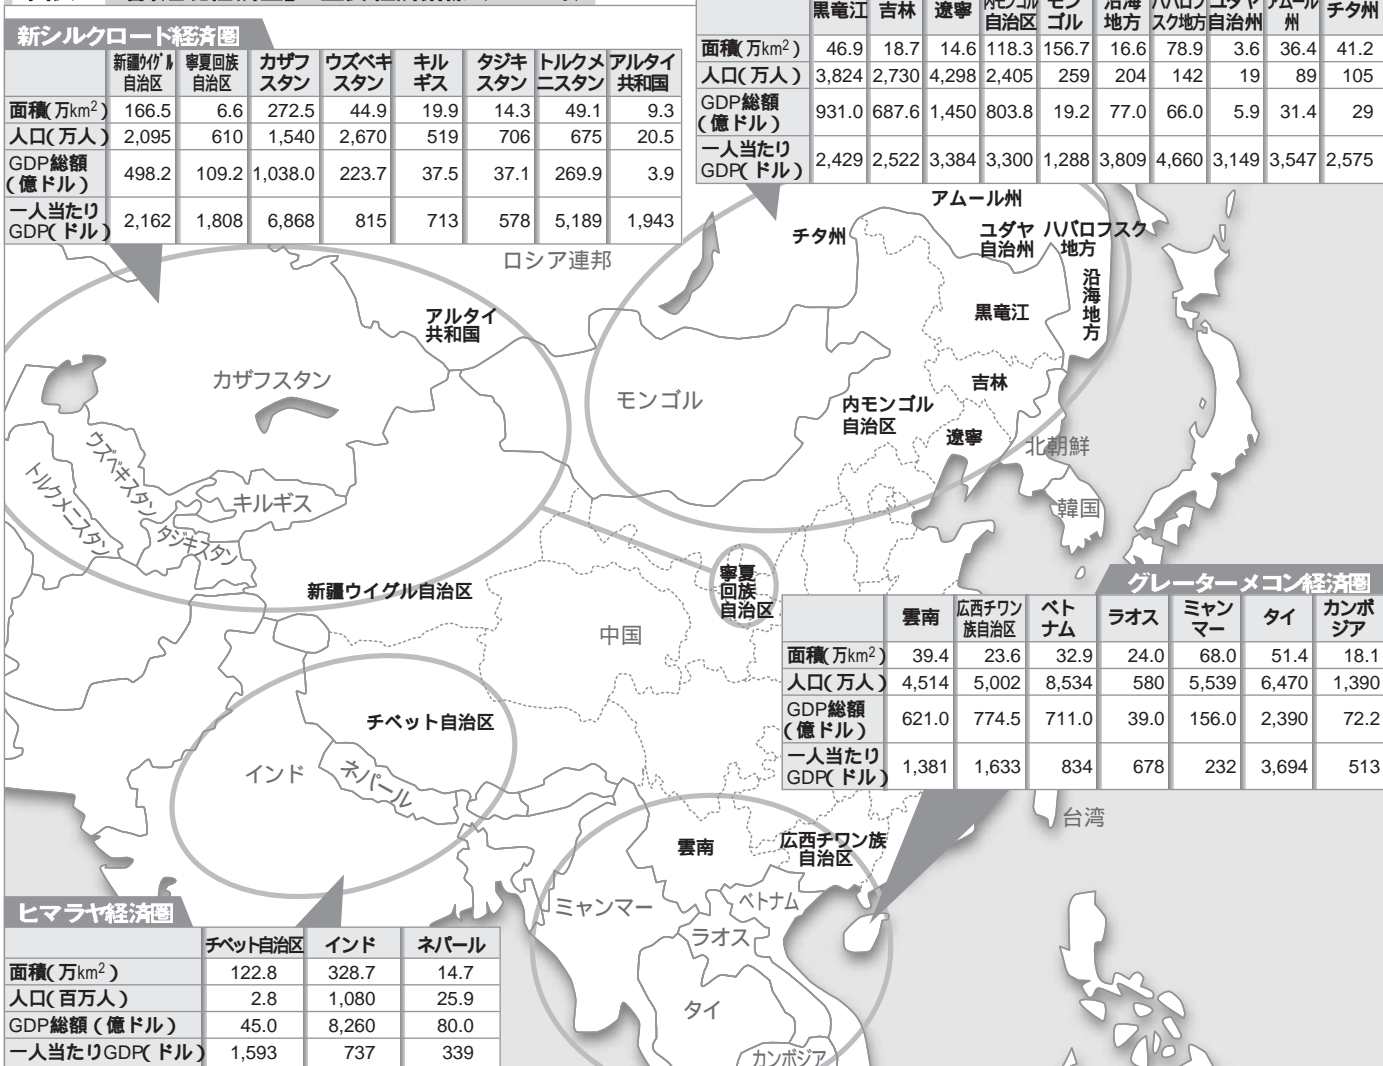 新シルクロード経済圏
新疆ウイグル自治区 寧夏回族自治区 カザフスタン ウズベキスタン キルギス タジキスタン トルクメニスタン アルタイ共和国
面積(万km2) 166.5 6.6 272.5 44.9 19.9 14.3 49.1 9.3
人口(万人) 2,095 610 1,540 2,670 519 706 675 20.5
GDP総額(億ドル) 498.2 109.2 1,038.0 223.7 37.5 37.1 269.9 3.9
一人当たりGDP(ドル) 2,162 1,808 6,868 815 713 578 5,189 1,943
黒竜江 吉林 遼寧 内モンゴル自治区 モンゴル 沿海地方 ハバロフスク地方 ユダヤ自治州 アムール州 チタ州
面積(万km2) 46.9 18.7 14.6 118.3 156.7 16.6 78.9 3.6 36.4 41.2
人口(万人) 3,824 2,730 4,298 2,405 259 204 142 19 89 105
GDP総額(億ドル) 931.0 687.6 1,450 803.8 19.2 77.0 66.0 5.9 31.4 29
一人当たりGDP(ドル) 2,429 2,522 3,384 3,300 1,288 3,809 4,660 3,149 3,547 2,575
アムール州
チタ州
ユダヤ自治州
ハバロフスク地方
ロシア連邦
沿海地方
黒竜江
アルタイ共和国
カザフスタン
吉林
モンゴル
内モンゴル自治区
遼寧
北朝鮮
ウズベキスタン
トルクメニスタン
キルギス
韓国
タジキスタン
新疆ウイグル自治区
寧夏回族自治区
中国
グレーターメコン経済圏
雲南 広西チワン族自治区 ベトナム ラオス ミャンマー タイ カンボジア
面積(万km2) 39.4 23.6 32.9 24.0 68.0 51.4 18.1
人口(万人) 4,514 5,002 8,534 580 5,539 6,470 1,390
GDP総額(億ドル) 621.0 774.5 711.0 39.0 156.0 2,390 72.2
一人当たりGDP(ドル) 1,381 1,633 834 678 232 3,694 513
チベット自治区
インド
ネパール
台湾
雲南
広西チワン族自治区
ミャンマー
ベトナム
ラオス
タイ
カンボジア
ヒマラヤ経済圏
チベット自治区 インド ネパール
面積(万km2) 122.8 328.7 14.7
人口(百万人) 2.8 1,080 25.9
GDP総額(億ドル) 45.0 8,260 80.0
一人当たりGDP(ドル) 1,593 737 339